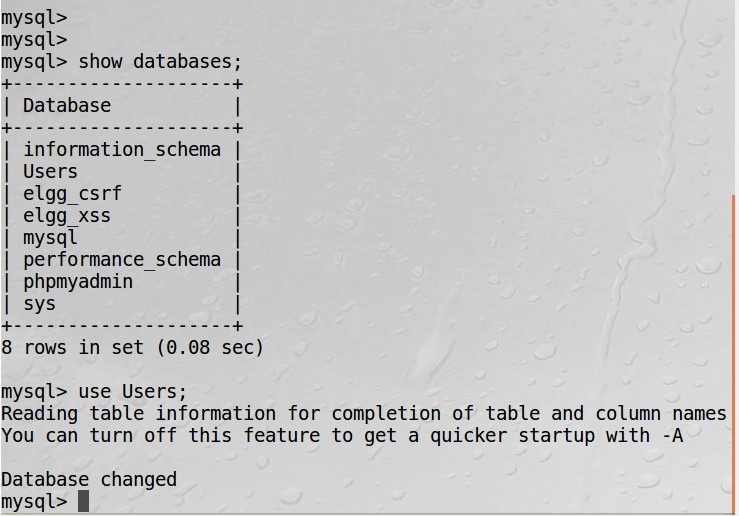 mysql>
mysql>
mysql> show databases;
+--------------------+
| Database           |
+--------------------+
| information_schema |
| Users              |
| elgg_csrf          |
| elgg_xss           |
| mysql              |
| performance_schema |
| phpmyadmin         |
| sys                |
+--------------------+
8 rows in set (0.08 sec)

mysql> use Users;
Reading table information for completion of table and column names
You can turn off this feature to get a quicker startup with -A

Database changed
mysql>